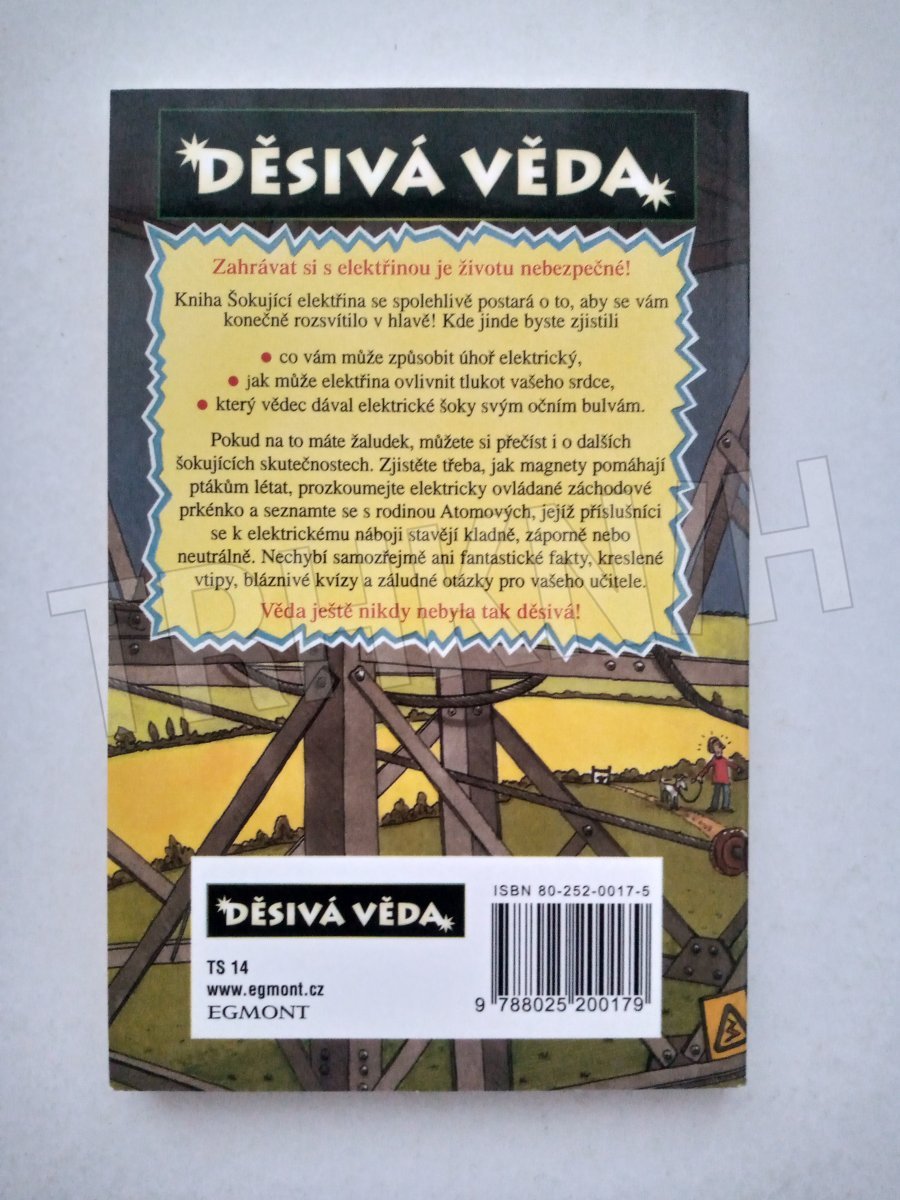 DĚSIVÁ VĚDA
Zahrávat si s elektřinou je životu nebezpečné!
Kniha Šokující elektřina se spolehlivě postará o to, aby se vám
konečně rozsvítilo v hlavě! Kde jinde byste zjistili
• co vám může způsobit úhoř elektrický,
• jak může elektřina ovlivnit tlukot vašeho srdce,
• který vědec dával elektrické šoky svým očním bulvám.
Pokud na to máte žaludek, můžete si přečíst i o dalších
šokujících skutečnostech. Zjistěte třeba, jak magnety pomáhají
ptákům létat, prozkoumejte elektricky ovládané záchodové
prkénko a seznamte se s rodinou Atomových, jejíž příslušníci
se k elektrickému náboji stavějí kladně, záporně nebo
neutrálně. Nechybí samozřejmě ani fantastické fakty, kreslené
vtipy, bláznivé kvízy a záludné otázky pro vašeho učitele.
Věda ještě nikdy nebyla tak děsivá!
TRHKNIH
ISBN 80-252-0017-5
DĚSIVÁ VĚDA
TS 14
www.egmont.cz
EGMONT
9 788025 200179